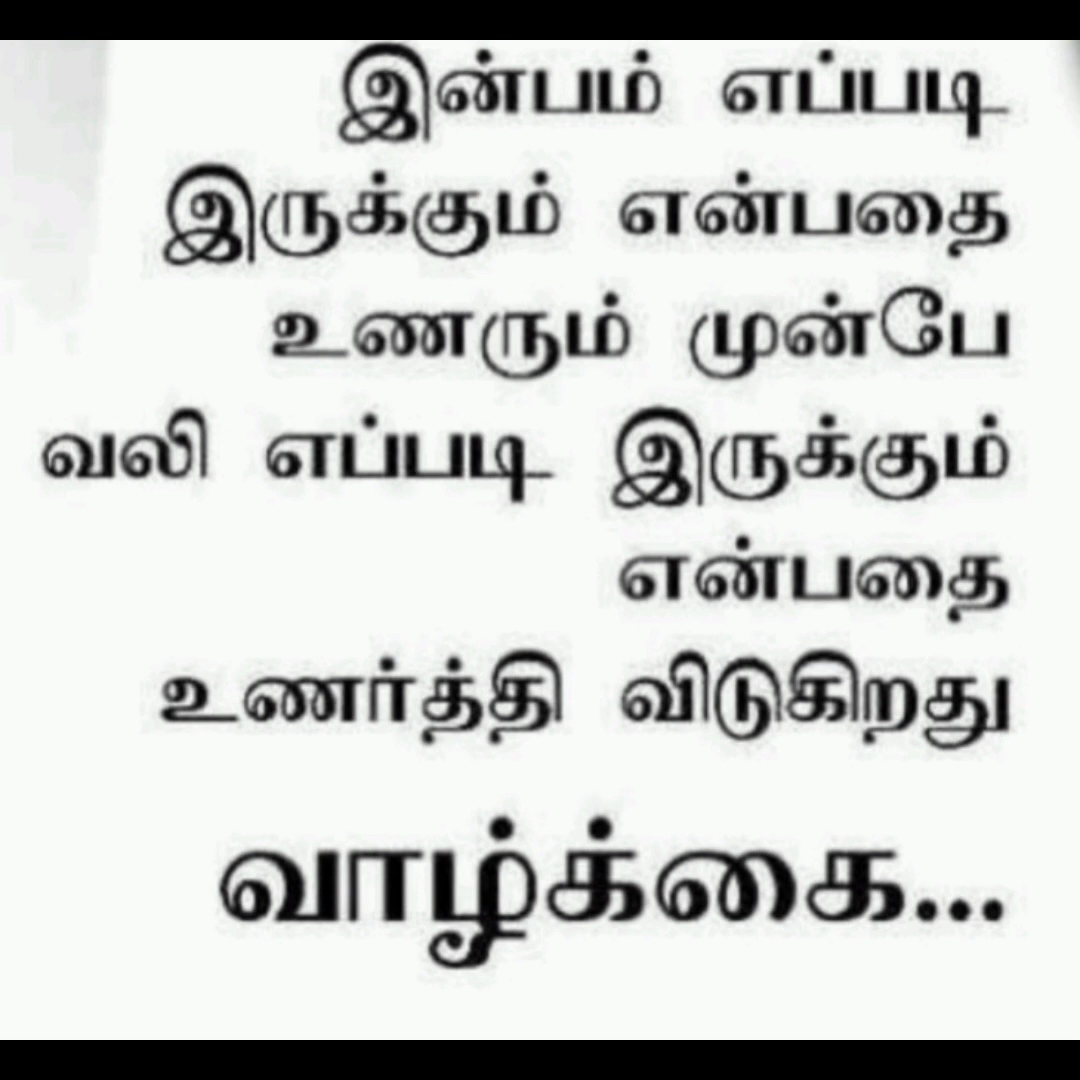 இன்பம் எப்படி
இருக்கும் என்பதை
உணரும் முன்பே
வலி எப்படி இருக்கும்
என்பதை
உணர்த்தி விடுகிறது
வாழ்க்கை...